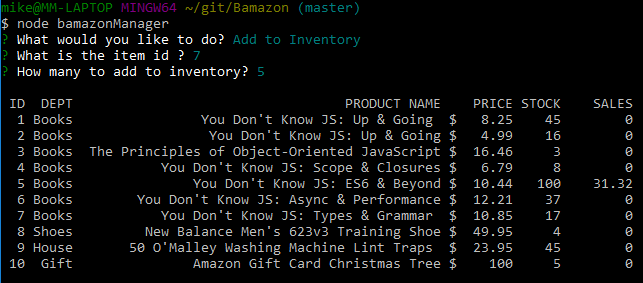 mike@MM-LAPTOP MINGW64 ~/git/Bamazon (master)
$ node bamazonManager
? What would you like to do? Add to Inventory
? What is the item id ? 7
? How many to add to inventory? 5
ID DEPT PRODUCT NAME PRICE STOCK SALES
1 Books You Don't Know JS: Up & Going $ 8.25 45 0
2 Books You Don't Know JS: Up & Going $ 4.99 16 0
3 Books The Principles of Object-Oriented JavaScript $ 16.46 3 0
4 Books You Don't Know JS: Scope & Closures $ 6.79 8 0
5 Books You Don't Know JS: ES6 & Beyond $ 10.44 100 31.32
6 Books You Don't Know JS: Async & Performance $ 12.21 37 0
7 Books You Don't Know JS: Types & Grammar $ 10.85 17 0
8 Shoes New Balance Men's 623v3 Training Shoe $ 49.95 4 0
9 House 50 O'Malley Washing Machine Lint Traps $ 23.95 45 0
10 Gift Amazon Gift Card Christmas Tree $ 100 5 0